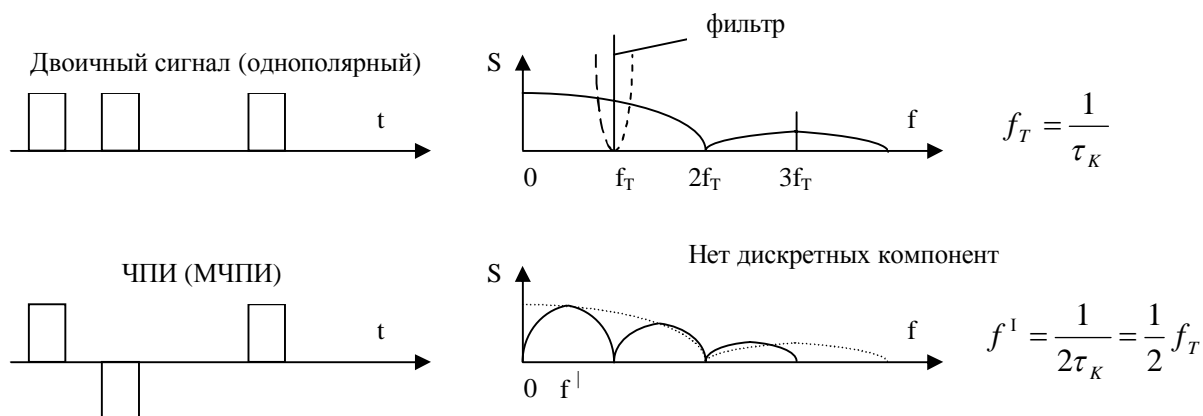 фильтр
Двоичный сигнал (однополярный)
S
t
f
0 f_T 2f_T 3f_T
f_T = 1/τ_K
ЧПИ (МЧПИ)
Нет дискретных компонент
S
t
f
0 f^|
f^I = 1/(2τ_K) = 1/2 f_T